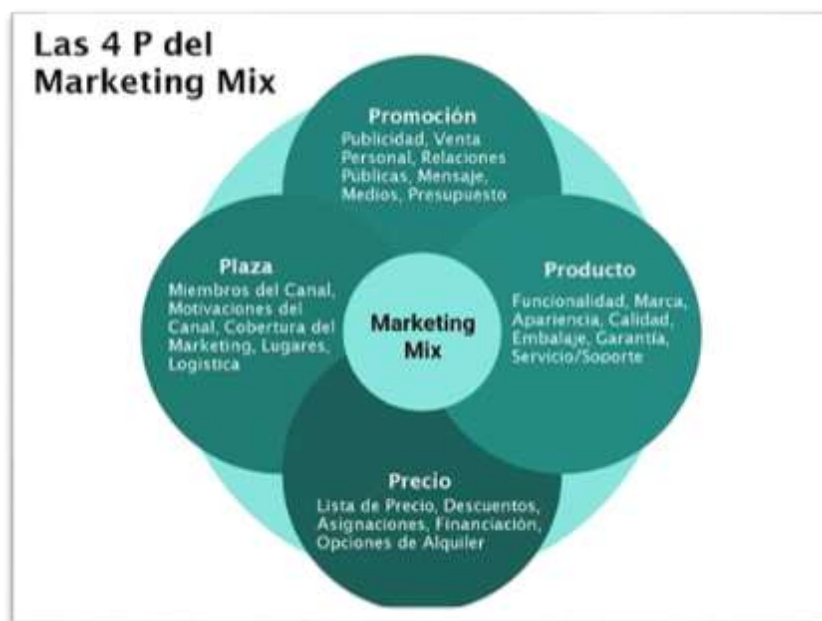 Las 4 P del
Marketing Mix
Promoción
Publicidad, Venta
Personal, Relaciones
Públicas, Mensaje,
Medios, Presupuesto
Plaza
Miembros del Canal,
Motivaciones del
Canal, Cobertura del
Marketing, Lugares,
Logistica
Marketing
Mix
Producto
Funcionalidad, Marca,
Apariencia, Calidad,
Embalaje, Garantía,
Servicio/Soporte
Precio
Lista de Precio, Descuentos,
Asignaciones, Financiación,
Opciones de Alquiler